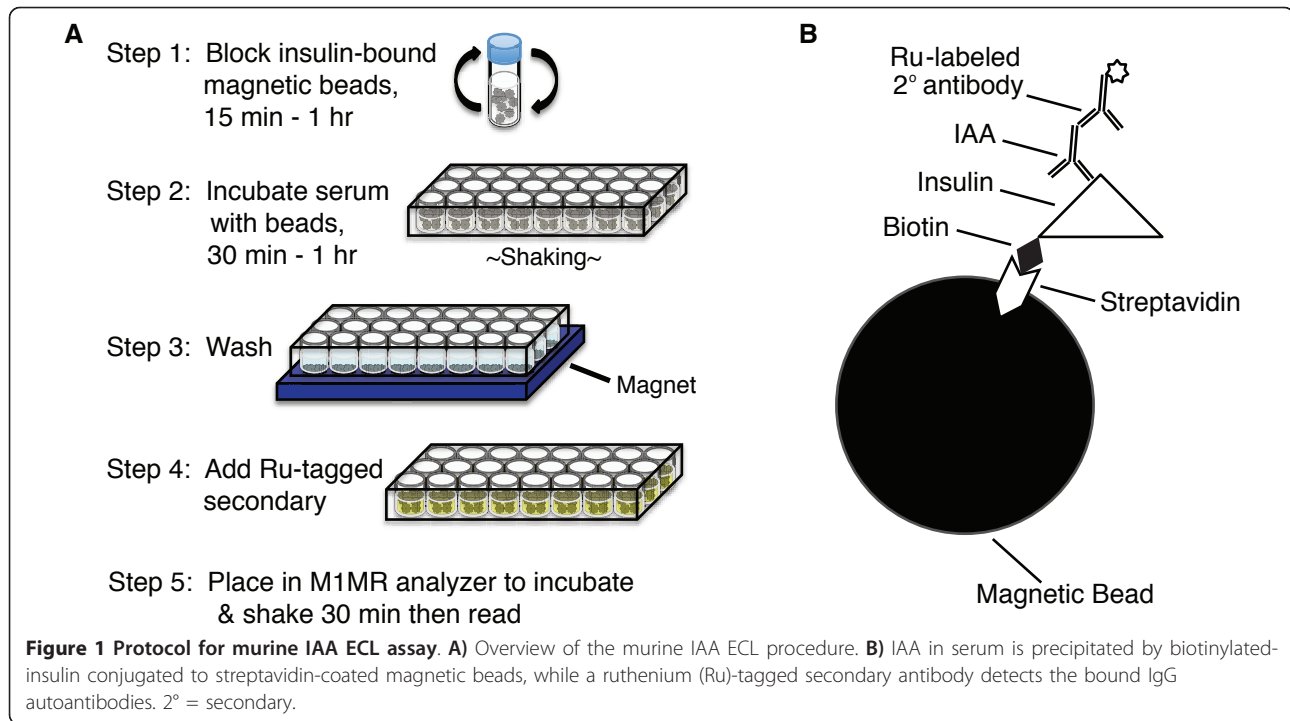 A
Step 1: Block insulin-bound
magnetic beads,
15 min - 1 hr
Step 2: Incubate serum
with beads,
30 min - 1 hr
~Shaking~
Step 3: Wash
Magnet
Step 4: Add Ru-tagged
secondary
Step 5: Place in M1MR analyzer to incubate
& shake 30 min then read
B
Ru-labeled
2° antibody
IAA
Insulin
Biotin
Streptavidin
Magnetic Bead
Figure 1 Protocol for murine IAA ECL assay. A) Overview of the murine IAA ECL procedure. B) IAA in serum is precipitated by biotinylated-
insulin conjugated to streptavidin-coated magnetic beads, while a ruthenium (Ru)-tagged secondary antibody detects the bound IgG
autoantibodies. 2° = secondary.